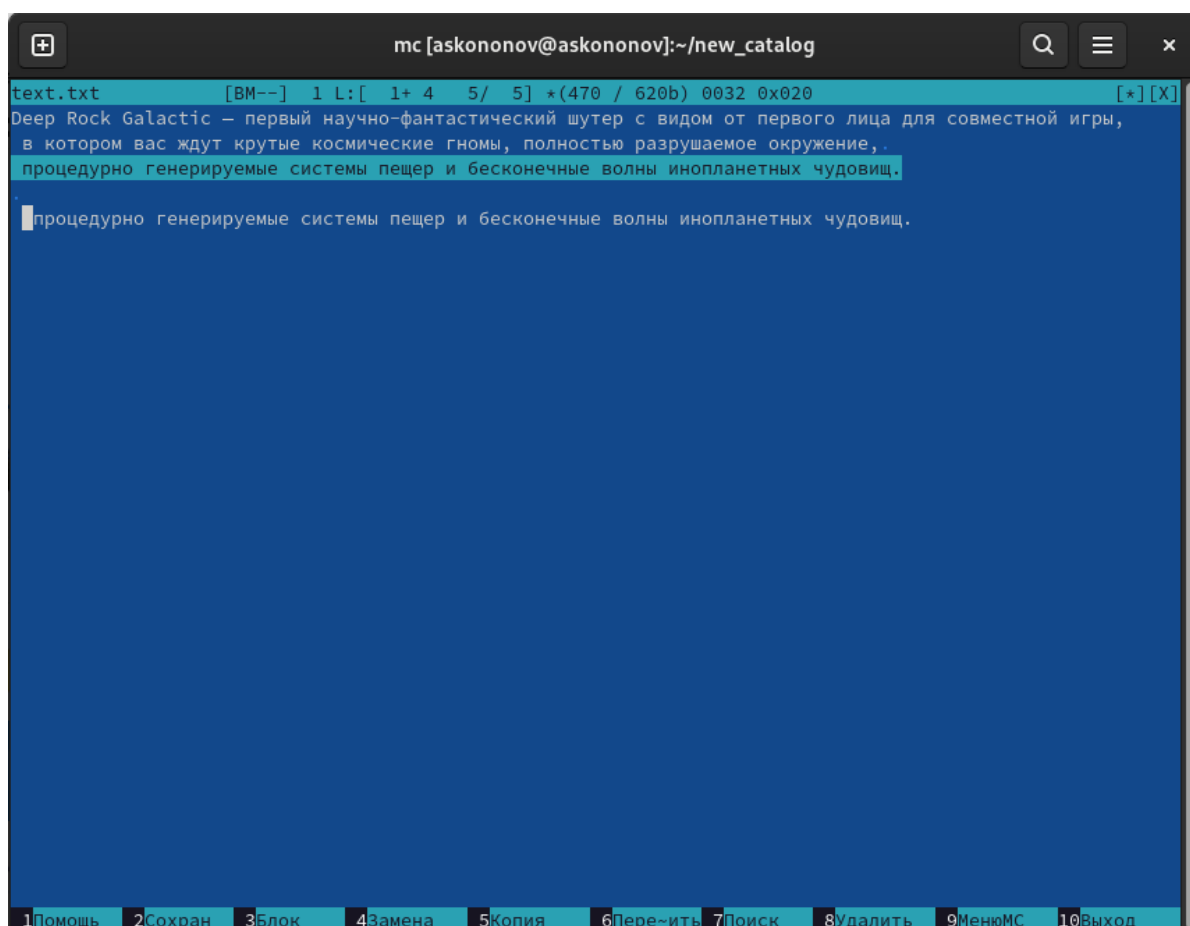 mc [askononov@askononov]:~/new_catalog
text.txt [BM--] 1 L:[ 1+ 4 5/ 5] *(470 / 620b) 0032 0x020 [*][X]
Deep Rock Galactic — первый научно-фантастический шутер с видом от первого лица для совместной игры,
в котором вас ждут крутые космические гномы, полностью разрушаемое окружение,.
процедурно генерируемые системы пещер и бесконечные волны инопланетных чудовищ.
.
процедурно генерируемые системы пещер и бесконечные волны инопланетных чудовищ.
1Помощь 2Сохран 3Блок 4Замена 5Копия 6Пере~ить 7Поиск 8Удалить 9МенюМС 10Выход